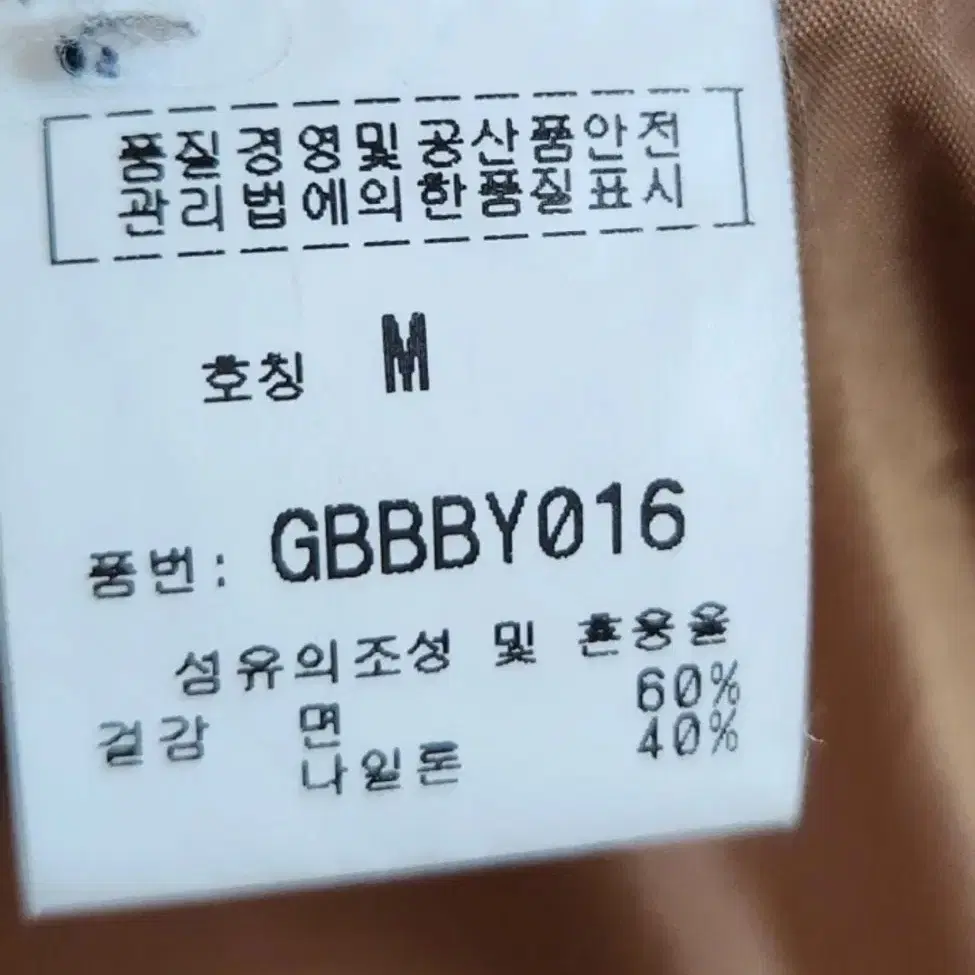 품질경영및공산품안전
관리법에의한품질표시
호칭 M
품번: GBBBY016
섬유의조성 및 혼용율
겉감 면 60%
나일론 40%